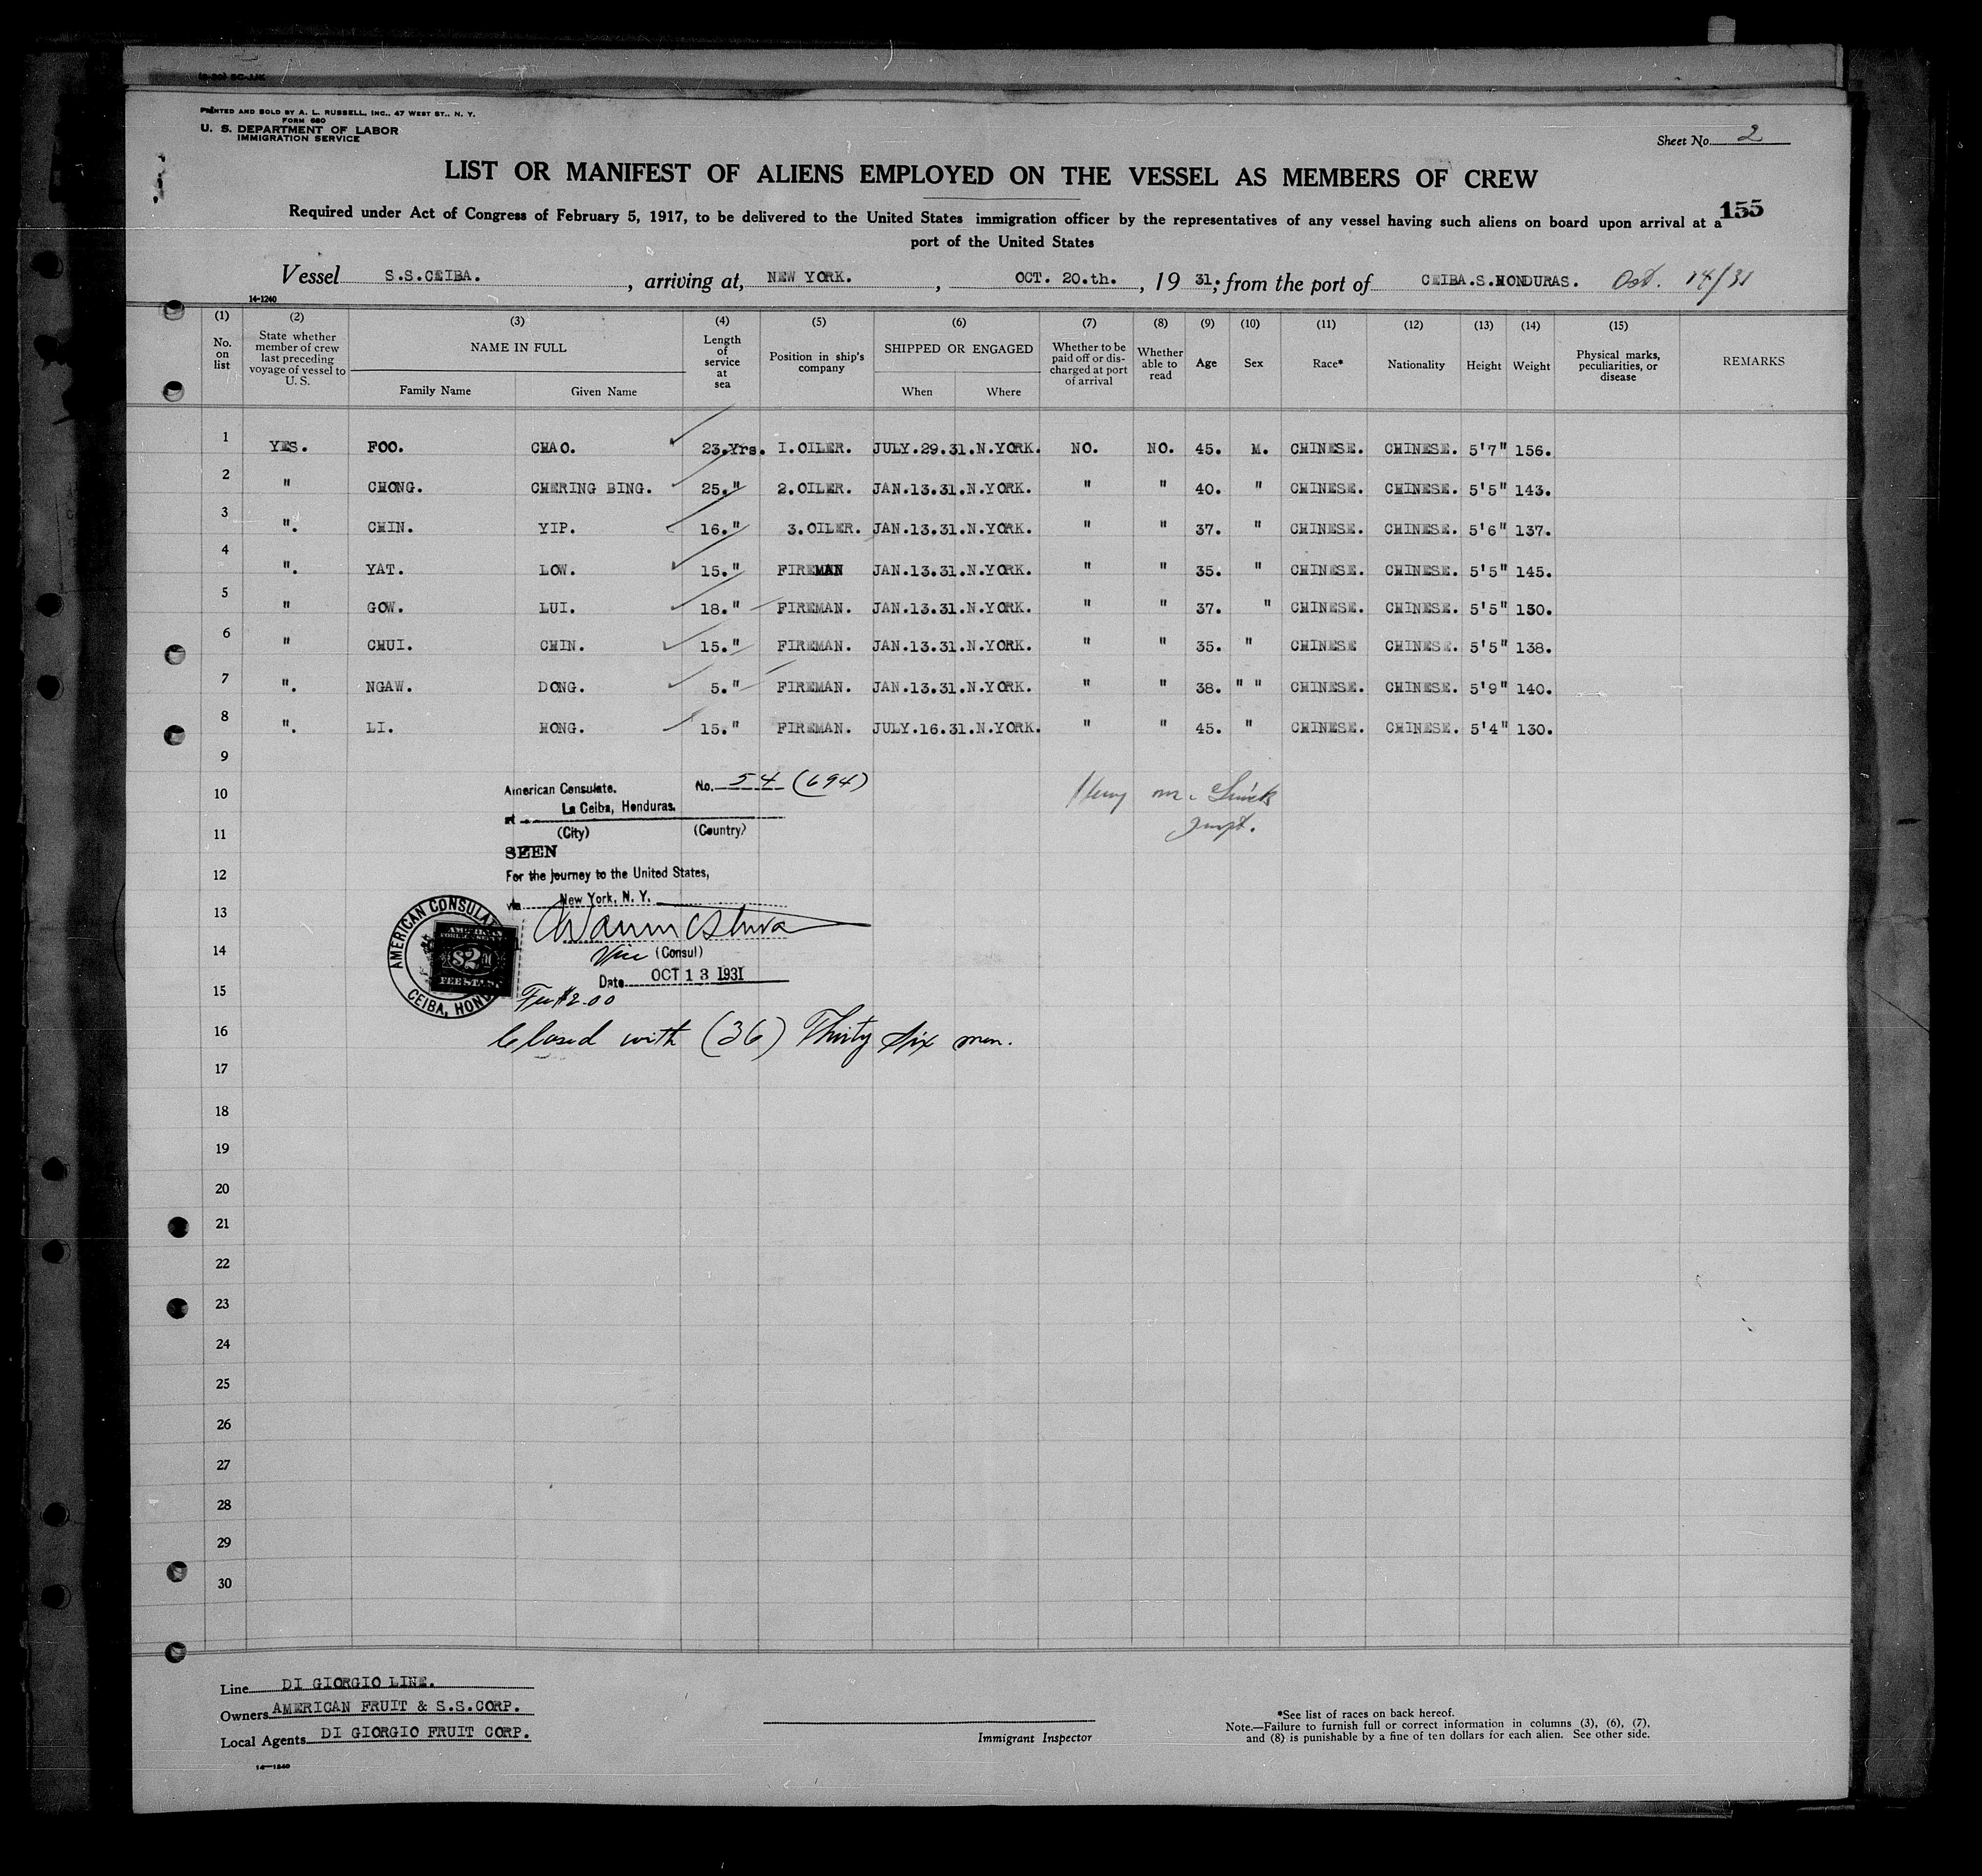 (6-30) SC-JJK
PRINTED AND SOLD BY A. L. RUSSELL, INC., 47 WEST ST., N. Y.
FORM 680
U. S. DEPARTMENT OF LABOR
IMMIGRATION SERVICE
Sheet No. 2
LIST OR MANIFEST OF ALIENS EMPLOYED ON THE VESSEL AS MEMBERS OF CREW
155
Required under Act of Congress of February 5, 1917, to be delivered to the United States immigration officer by the representatives of any vessel having such aliens on board upon arrival at a
port of the United States
Vessel S.S.CEIBA. , arriving at, NEW YORK. , OCT. 20.th. , 19 31; from the port of CEIBA.S.HONDURAS. Oct. 14/31
14-1240
(1) (2) (3) (4) (5) (6) (7) (8) (9) (10) (11) (12) (13) (14) (15)
No. on list
State whether member of crew last preceding voyage of vessel to U. S.
NAME IN FULL
Family Name Given Name
Length of service at sea
Position in ship's company
SHIPPED OR ENGAGED
When Where
Whether to be paid off or discharged at port of arrival
Whether able to read
Age Sex Race* Nationality Height Weight
Physical marks, peculiarities, or disease
REMARKS
1 YES. FOO. CHAO. 23.Yrs. 1.OILER. JULY.29.31.N.YORK. NO. NO. 45. M. CHINESE. CHINESE. 5'7" 156.
2 " CHONG. CHERING BING. 25." 2.OILER. JAN.13.31.N.YORK. " " 40. " CHINESE. CHINESE. 5'5" 143.
3 ". CHIN. YIP. 16." 3.OILER. JAN.13.31.N.YORK. " " 37. " CHINESE. CHINESE. 5'6" 137.
4 ". YAT. LOW. 15." FIREMAN JAN.13.31.N.YORK. " " 35. " CHINESE. CHINESE. 5'5" 145.
5 " GOW. LUI. 18." FIREMAN. JAN.13.31.N.YORK. " " 37. " CHINESE. CHINESE. 5'5" 150.
6 " CHUI. CHIN. 15." FIREMAN. JAN.13.31.N.YORK. " " 35. " CHINESE CHINESE. 5'5" 138.
7 ". NGAW. DONG. 5." FIREMAN. JAN.13.31.N.YORK. " " 38. " " CHINESE. CHINESE. 5'9" 140.
8 ". LI. HONG. 15." FIREMAN. JULY.16.31.N.YORK. " " 45. " CHINESE. CHINESE. 5'4" 130.
9
10
11
12
13
14
15
16
17
18
19
20
21
22
23
24
25
26
27
28
29
30
American Consulate. No. 54 (694)
at La Ceiba, Honduras.
(City) (Country)
SEEN
For the journey to the United States,
via New York, N. Y.
Vice (Consul)
Date OCT 13 1931
AMERICAN CONSULAT
CEIBA, HOND
AMERICAN
FOREIGN SERVICE
$2
FEE STAMP
Fee $2.00
Closed with (36) Thirty six men.
Line DI GIORGIO LINE.
Owners AMERICAN FRUIT & S.S.CORP.
Local Agents DI GIORGIO FRUIT CORP.
14-1240
Immigrant Inspector
*See list of races on back hereof.
Note.—Failure to furnish full or correct information in columns (3), (6), (7),
and (8) is punishable by a fine of ten dollars for each alien. See other side.